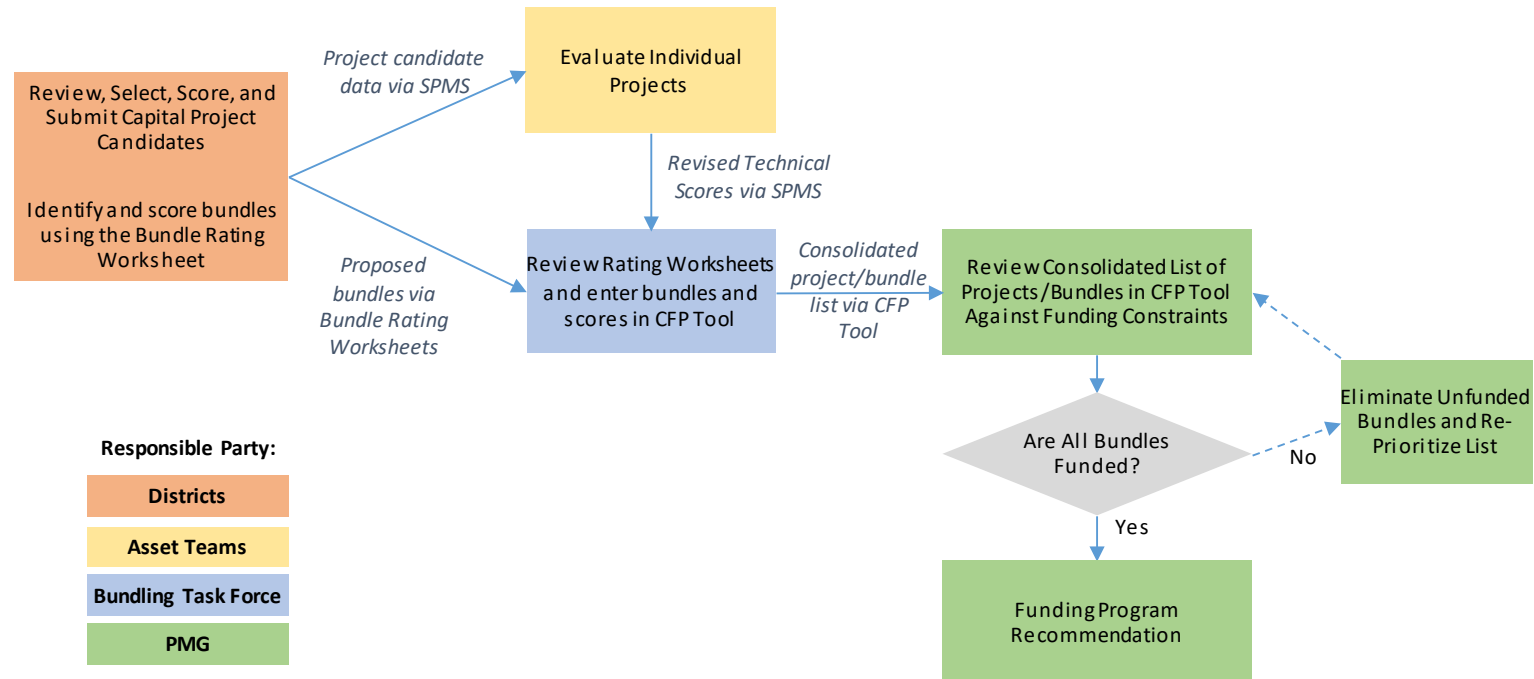 Review, Select, Score, and
Submit Capital Project
Candidates
Identify and score bundles
using the Bundle Rating
Worksheet
Project candidate
data via SPMS
Evaluate Individual
Projects
Revised Technical
Scores via SPMS
Proposed
bundles via
Bundle Rating
Worksheets
Review Rating Worksheets
and enter bundles and
scores in CFP Tool
Consolidated
project/bundle
list via CFP
Tool
Review Consolidated List of
Projects/Bundles in CFP Tool
Against Funding Constraints
Are All Bundles
Funded?
No
Eliminate Unfunded
Bundles and Re-
Prioritize List
Yes
Funding Program
Recommendation
Responsible Party:
Districts
Asset Teams
Bundling Task Force
PMG